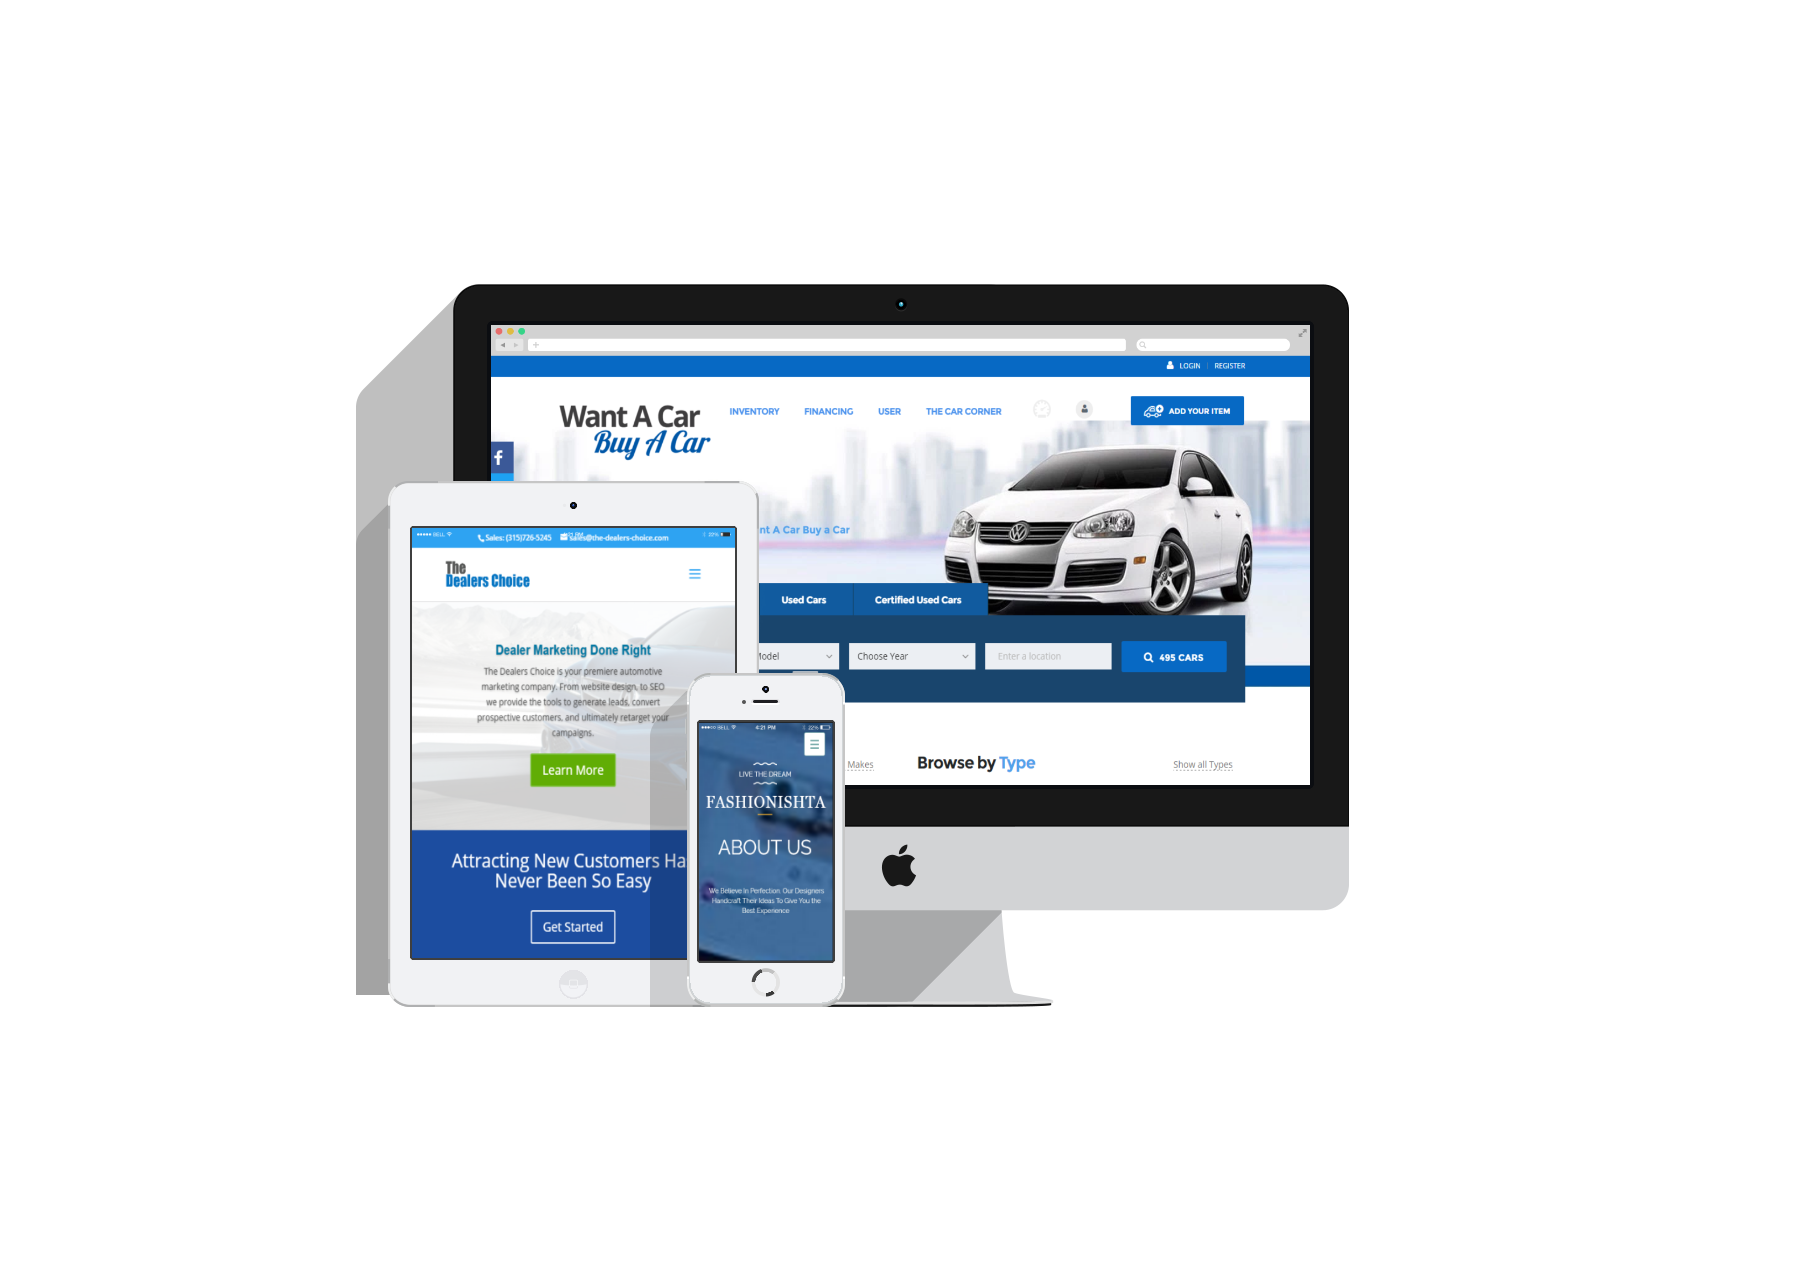 LOGIN
REGISTER
Want A Car
Buy A Car
INVENTORY
FINANCING
USER
THE CAR CORNER
ADD YOUR ITEM
f
nt A Car Buy a Car
Used Cars
Certified Used Cars
Model
Choose Year
Enter a location
495 CARS
Makes
Browse by Type
Show all Types
BELL
Sales: (315)726-5245
sales@the-dealers-choice.com
The
Dealers Choice
Dealer Marketing Done Right
The Dealers Choice is your premiere automotive
marketing company. From website design, to SEO
we provide the tools to generate leads, convert
prospective customers, and ultimately retarget your
campaigns.
Learn More
Attracting New Customers Ha
Never Been So Easy
Get Started
BELL
4:21 PM
22%
LIVE THE DREAM
FASHIONISHTA
ABOUT US
We Believe In Perfection. Our Designers
Handcraft Their Ideas To Give You the
Best Experience